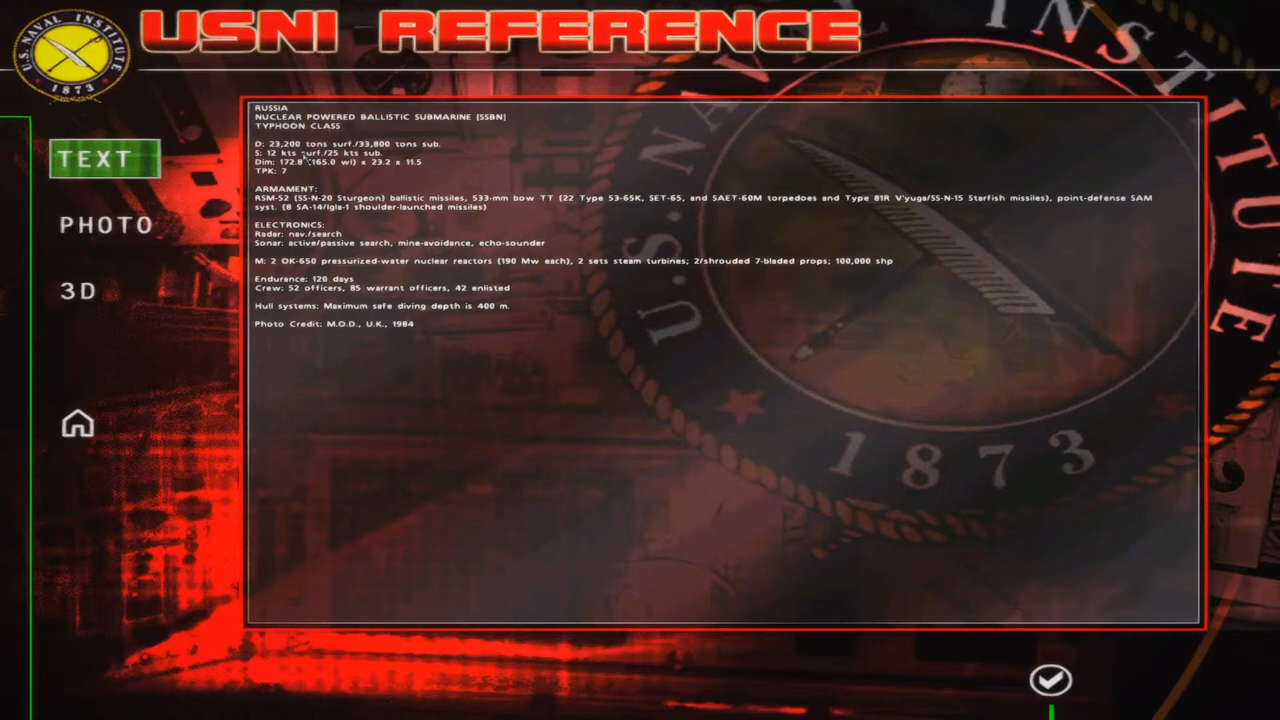 USNI REFERENCE
U.S. NAVAL INSTITUTE
1873
TEXT
PHOTO
3D
RUSSIA
NUCLEAR POWERED BALLISTIC SUBMARINE [SSBN]
TYPHOON CLASS
D: 23,200 tons surf./33,800 tons sub.
S: 12 kts surf./25 kts sub.
Dim: 172.8 (165.0 wl) x 23.2 x 11.5
TPK: 7
ARMAMENT:
RSM-52 (SS-N-20 Sturgeon) ballistic missiles, 533-mm bow TT (22 Type 53-65K, SET-65, and SAET-60M torpedoes and Type 81R V'yuga/SS-N-15 Starfish missiles), point-defense SAM
syst. (8 SA-14/Igla-1 shoulder-launched missiles)
ELECTRONICS:
Radar: nav./search
Sonar: active/passive search, mine-avoidance, echo-sounder
M: 2 OK-650 pressurized-water nuclear reactors (190 Mw each), 2 sets steam turbines; 2/shrouded 7-bladed props; 100,000 shp
Endurance: 120 days
Crew: 52 officers, 85 warrant officers, 42 enlisted
Hull systems: Maximum safe diving depth is 400 m.
Photo Credit: M.O.D., U.K., 1984
U.S. NAV INSTITUTE
1873